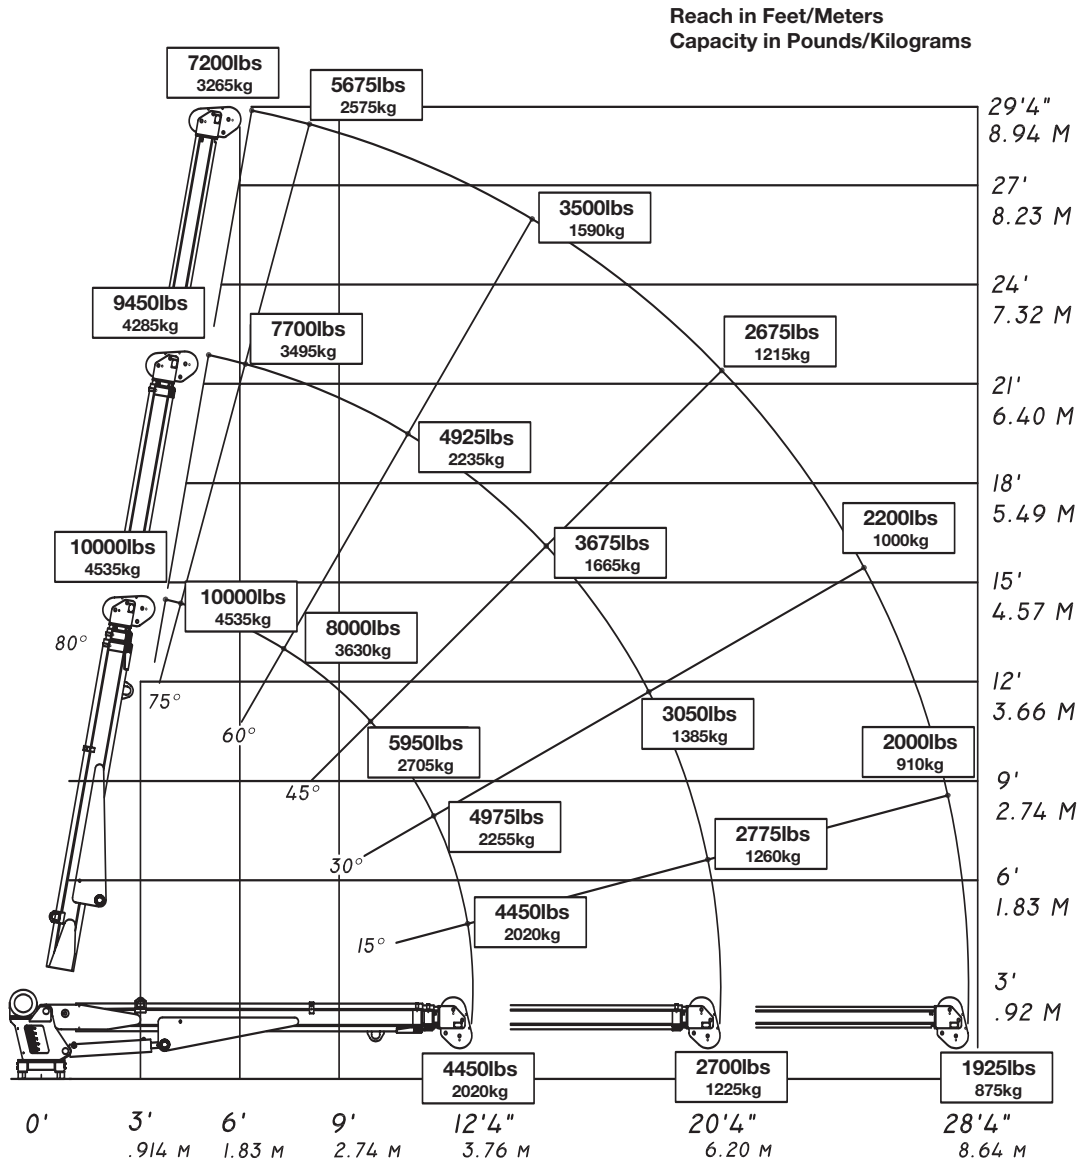 Reach in Feet/Meters
Capacity in Pounds/Kilograms
7200lbs
3265kg
5675lbs
2575kg
29'4"
8.94 M
27'
8.23 M
3500lbs
1590kg
24'
7.32 M
9450lbs
4285kg
7700lbs
3495kg
2675lbs
1215kg
21'
6.40 M
4925lbs
2235kg
18'
5.49 M
2200lbs
1000kg
10000lbs
4535kg
3675lbs
1665kg
15'
4.57 M
10000lbs
4535kg
8000lbs
3630kg
80°
12'
3.66 M
75°
60°
3050lbs
1385kg
5950lbs
2705kg
2000lbs
910kg
45°
9'
2.74 M
4975lbs
2255kg
2775lbs
1260kg
30°
6'
1.83 M
4450lbs
2020kg
15°
3'
.92 M
4450lbs
2020kg
2700lbs
1225kg
1925lbs
875kg
0' 3' 6' 9' 12'4" 20'4" 28'4"
.914 M 1.83 M 2.74 M 3.76 M 6.20 M 8.64 M